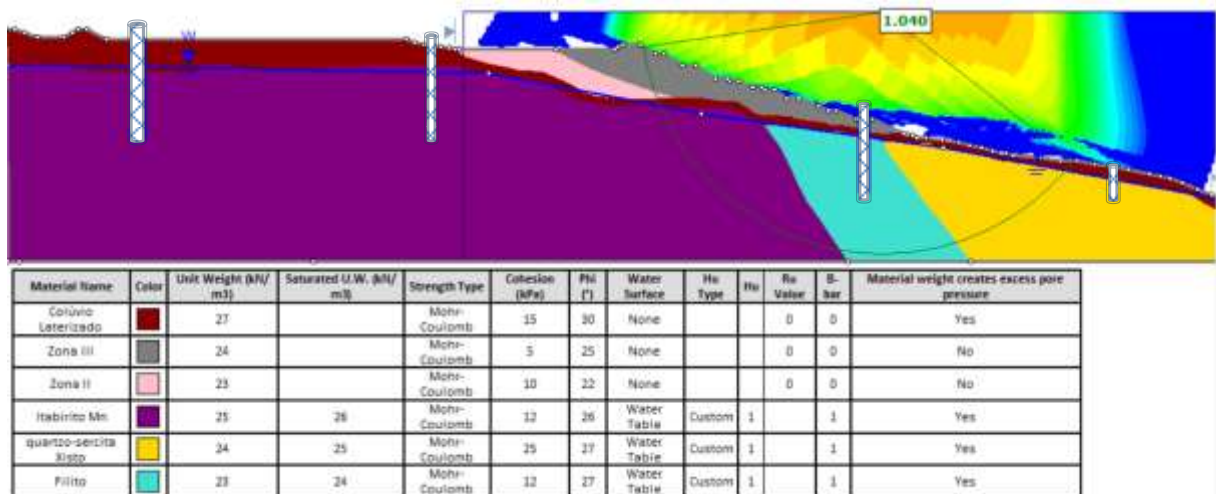 1.040
W
Material Name Color Unit Weight (kN/ Saturated U.W. (kN/ Strength Type Cohesion Phi Water Hu Hu Ru B- Material weight creates excess pore
m3) m3) (kPa) (°) Surface Type Value bar pressure
Colúvio Laterizado 27 Mohr-Coulomb 15 30 None 0 0 Yes
Zona III 24 Mohr-Coulomb 5 25 None 0 0 No
Zona II 23 Mohr-Coulomb 10 22 None 0 0 No
Itabirito Mn 25 26 Mohr-Coulomb 12 26 Water Table Custom 1 1 Yes
quartzo-sercita Xisto 24 25 Mohr-Coulomb 25 27 Water Table Custom 1 1 Yes
Filito 23 24 Mohr-Coulomb 12 27 Water Table Custom 1 1 Yes